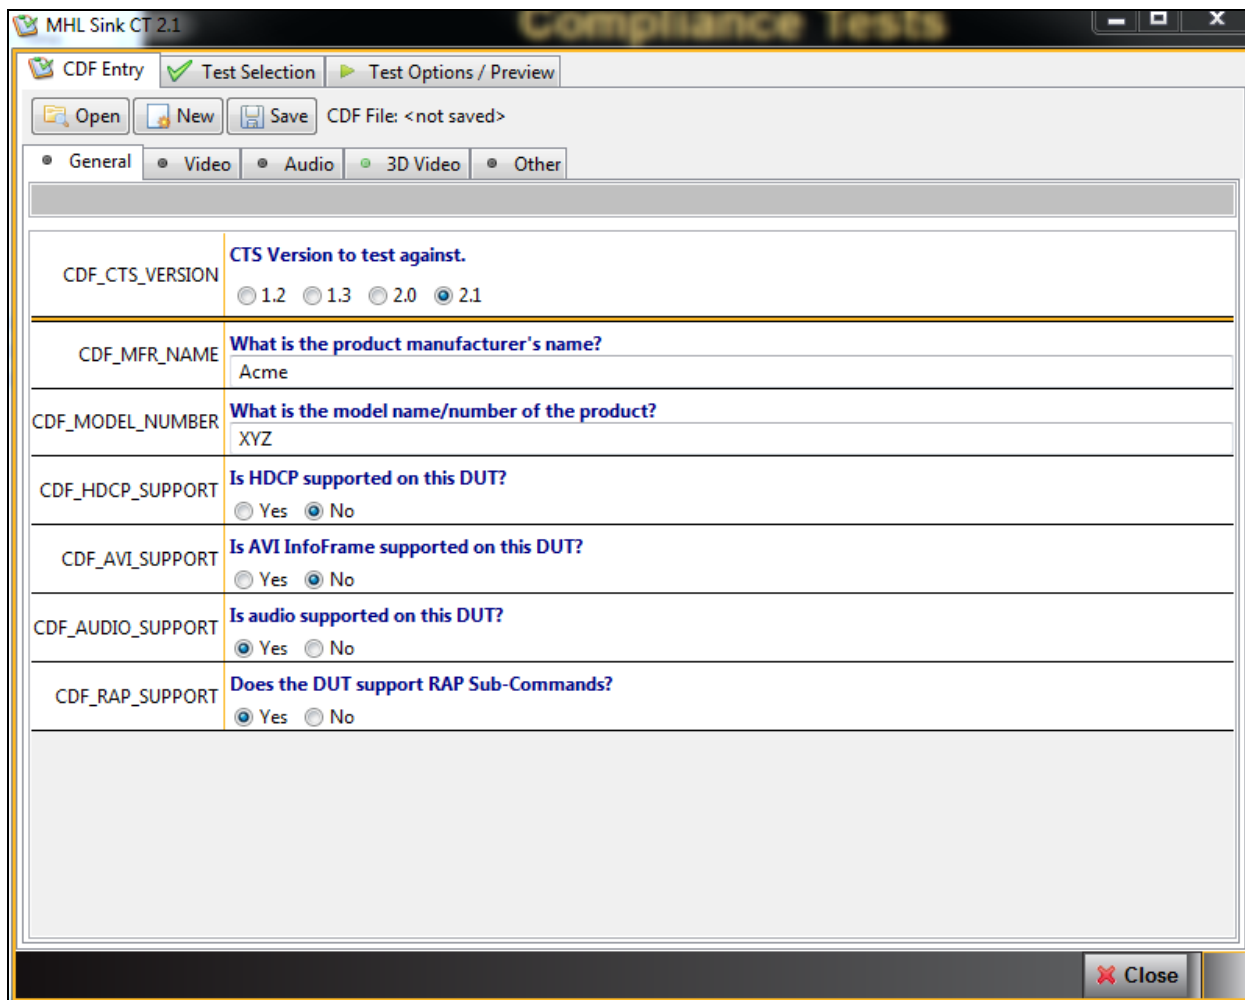 Compliance Tests
MHL Sink CT 2.1
CDF Entry Test Selection Test Options / Preview
Open New Save CDF File: <not saved>
General Video Audio 3D Video Other
CTS Version to test against.
CDF_CTS_VERSION
1.2 1.3 2.0 2.1
What is the product manufacturer's name?
CDF_MFR_NAME
Acme
What is the model name/number of the product?
CDF_MODEL_NUMBER
XYZ
Is HDCP supported on this DUT?
CDF_HDCP_SUPPORT
Yes No
Is AVI InfoFrame supported on this DUT?
CDF_AVI_SUPPORT
Yes No
Is audio supported on this DUT?
CDF_AUDIO_SUPPORT
Yes No
Does the DUT support RAP Sub-Commands?
CDF_RAP_SUPPORT
Yes No
Close